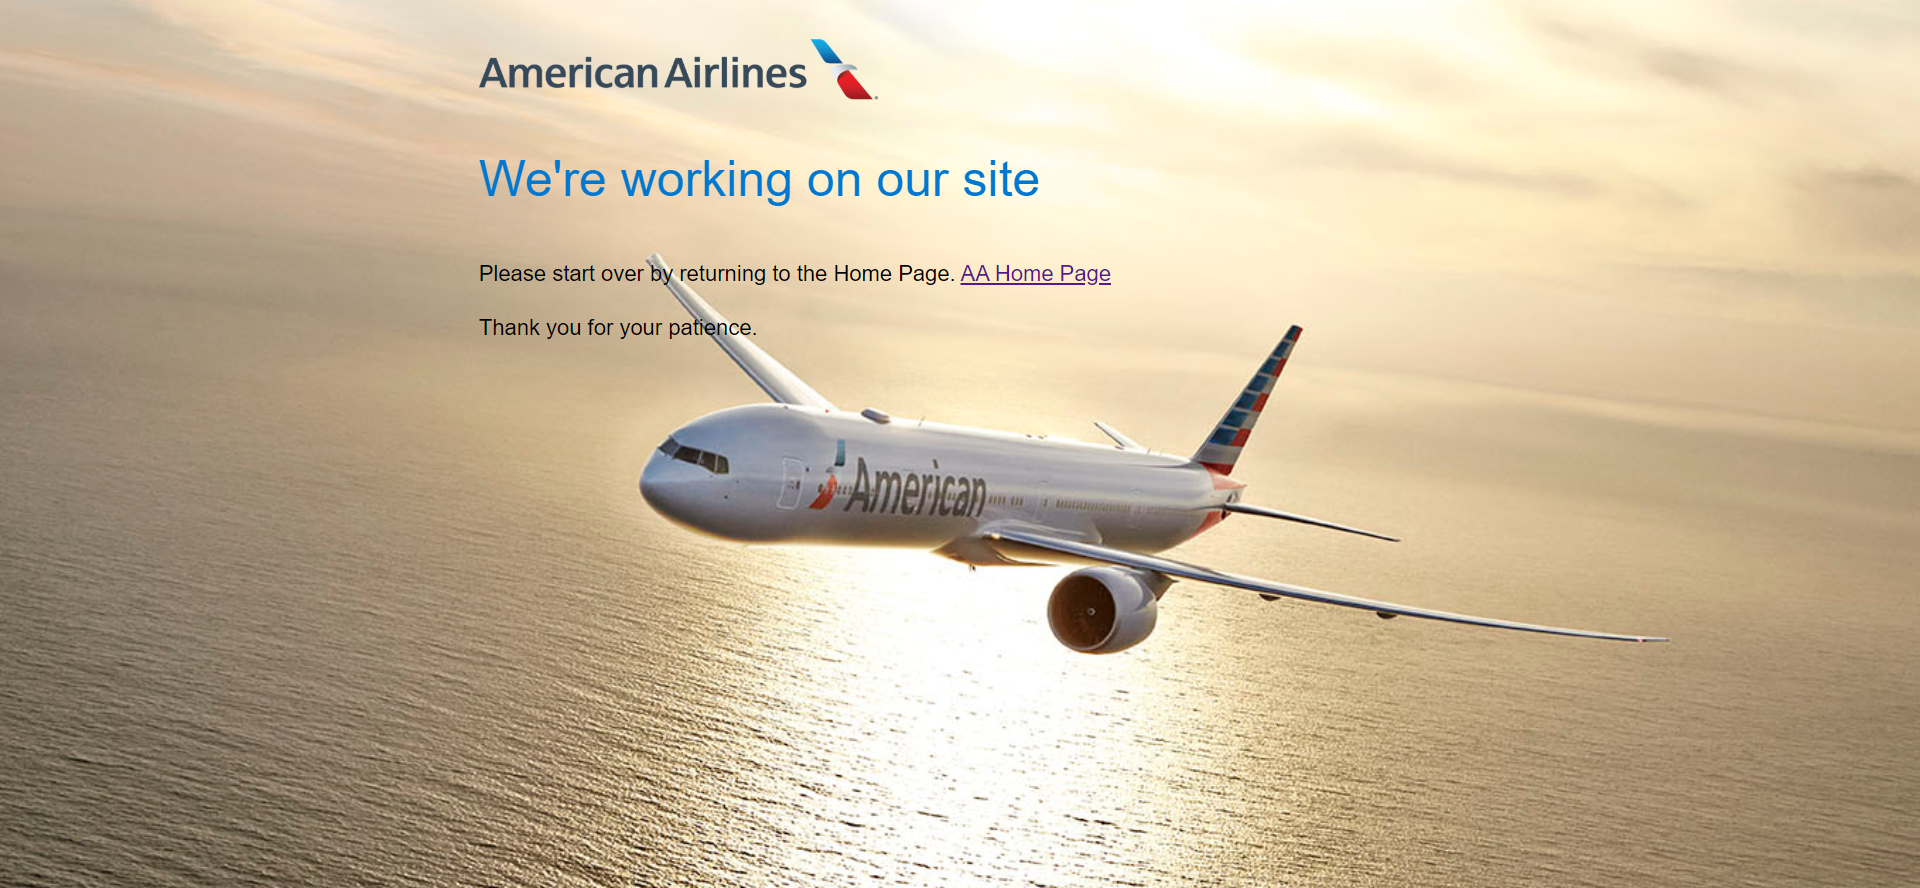 American Airlines
We're working on our site
Please start over by returning to the Home Page. AA Home Page
Thank you for your patience.
American